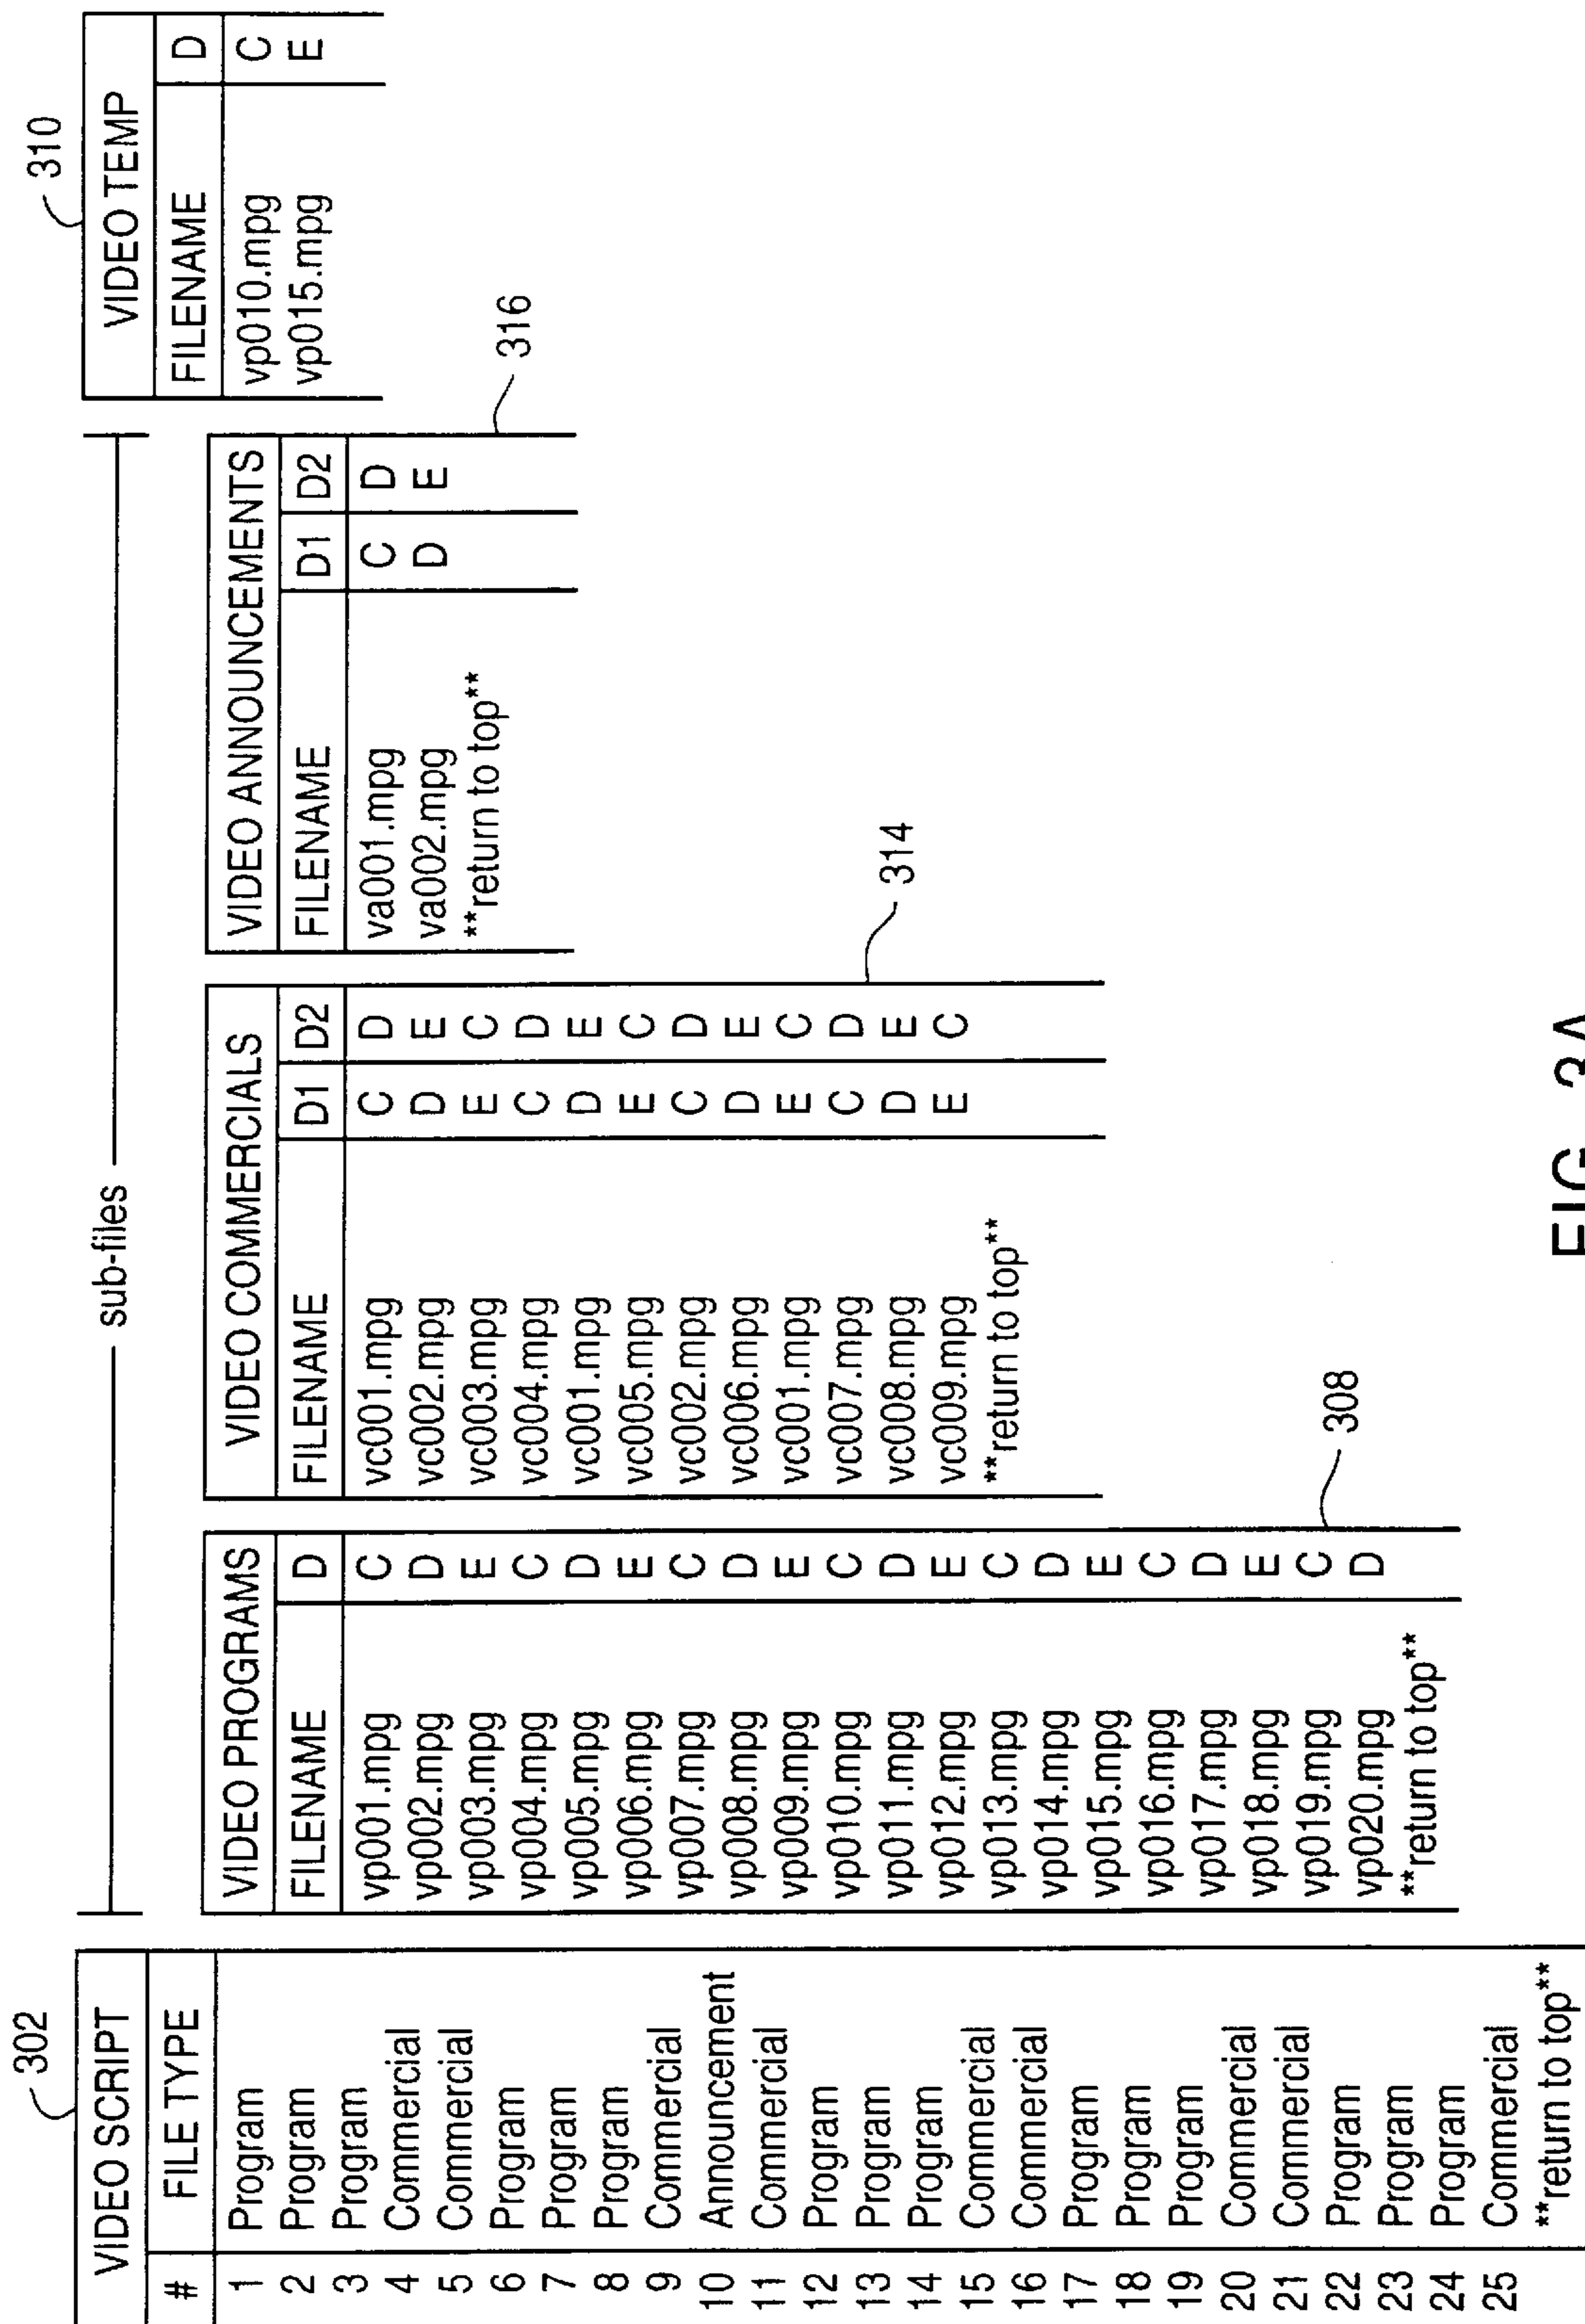 302
VIDEO SCRIPT
# FILE TYPE
1 Program
2 Program
3 Program
4 Commercial
5 Commercial
6 Program
7 Program
8 Program
9 Commercial
10 Announcement
11 Commercial
12 Program
13 Program
14 Program
15 Commercial
16 Commercial
17 Program
18 Program
19 Program
20 Commercial
21 Commercial
22 Program
23 Program
24 Program
25 Commercial
**return to top**
sub-files
VIDEO PROGRAMS
FILENAME D
vp001.mpg C
vp002.mpg D
vp003.mpg E
vp004.mpg C
vp005.mpg D
vp006.mpg E
vp007.mpg C
vp008.mpg D
vp009.mpg E
vp010.mpg C
vp011.mpg D
vp012.mpg E
vp013.mpg C
vp014.mpg D
vp015.mpg E
vp016.mpg C
vp017.mpg D
vp018.mpg E
vp019.mpg C
vp020.mpg D
**return to top**
308
VIDEO COMMERCIALS
FILENAME D1 D2
vc001.mpg C D
vc002.mpg D E
vc003.mpg E C
vc004.mpg C D
vc001.mpg D E
vc005.mpg E C
vc002.mpg C D
vc006.mpg D E
vc001.mpg E C
vc007.mpg C D
vc008.mpg D E
vc009.mpg E C
**return to top**
314
VIDEO ANNOUNCEMENTS
FILENAME D1 D2
va001.mpg C D
va002.mpg D E
**return to top**
316
310
VIDEO TEMP
FILENAME D
vp010.mpg C
vp015.mpg E
FIG. 3A